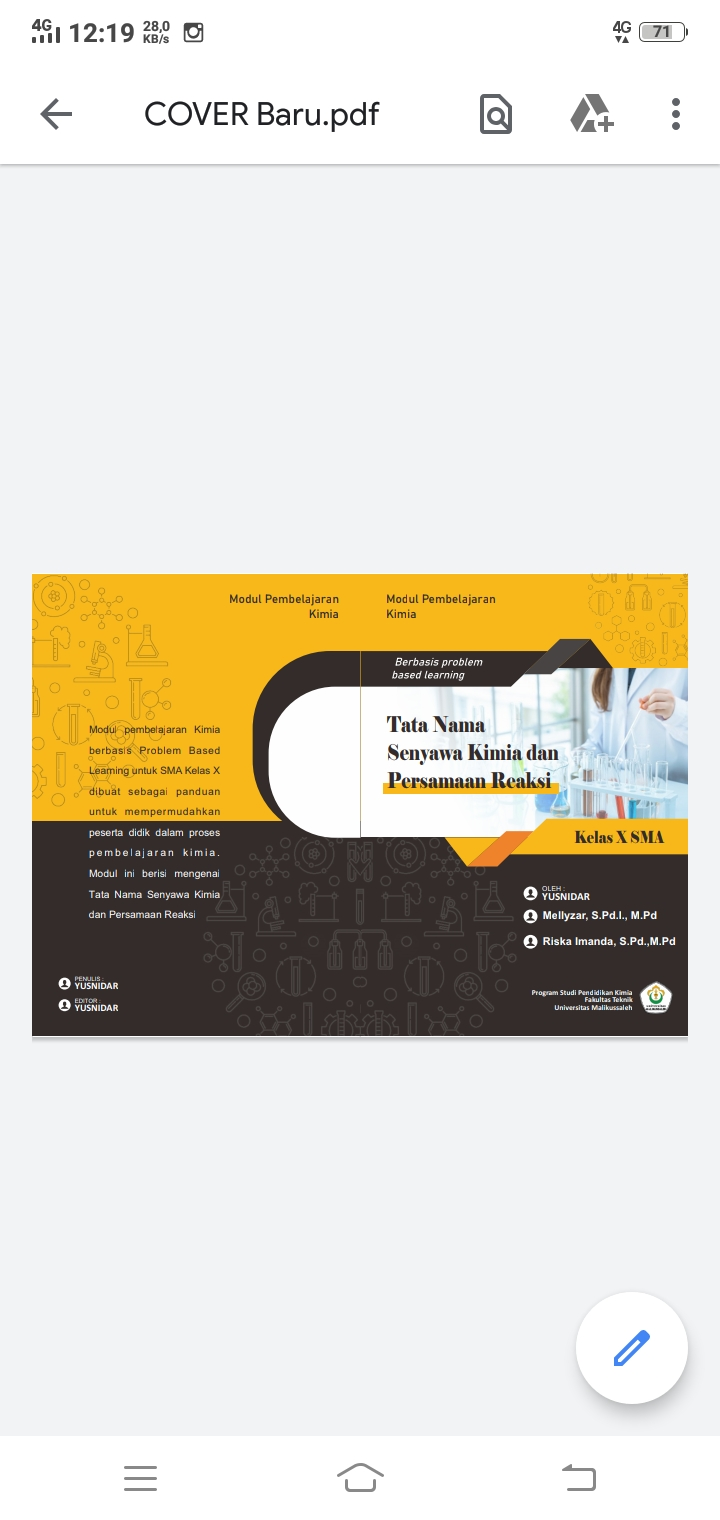 4G 12:19 28,0 KB/s
4G 71
COVER Baru.pdf
Modul Pembelajaran
Kimia
Modul pembelajaran Kimia
berbasis Problem Based
Learning untuk SMA Kelas X
dibuat sebagai panduan
untuk mempermudahkan
peserta didik dalam proses
pembelajaran kimia.
Modul ini berisi mengenai
Tata Nama Senyawa Kimia
dan Persamaan Reaksi
PENULIS :
YUSNIDAR
EDITOR :
YUSNIDAR
Modul Pembelajaran
Kimia
Berbasis problem
based learning
Tata Nama
Senyawa Kimia dan
Persamaan Reaksi
Kelas X SMA
OLEH :
YUSNIDAR
Mellyzar, S.Pd.I., M.Pd
Riska Imanda, S.Pd.,M.Pd
Program Studi Pendidikan Kimia
Fakultas Teknik
Universitas Malikussaleh